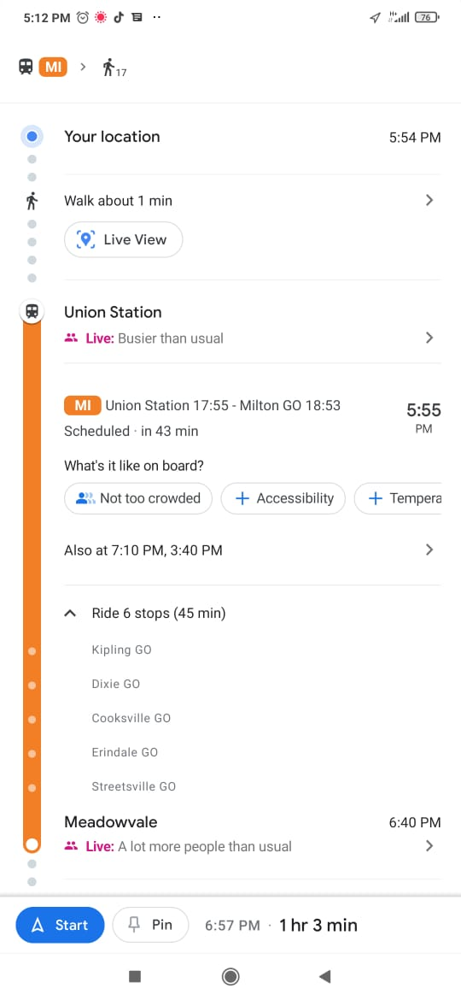 5:12 PM
76
MI
17
Your location 5:54 PM
Walk about 1 min
Live View
Union Station
Live: Busier than usual
MI Union Station 17:55 - Milton GO 18:53
5:55
PM
Scheduled · in 43 min
What's it like on board?
Not too crowded + Accessibility + Tempera
Also at 7:10 PM, 3:40 PM
Ride 6 stops (45 min)
Kipling GO
Dixie GO
Cooksville GO
Erindale GO
Streetsville GO
Meadowvale 6:40 PM
Live: A lot more people than usual
Start Pin 6:57 PM · 1 hr 3 min